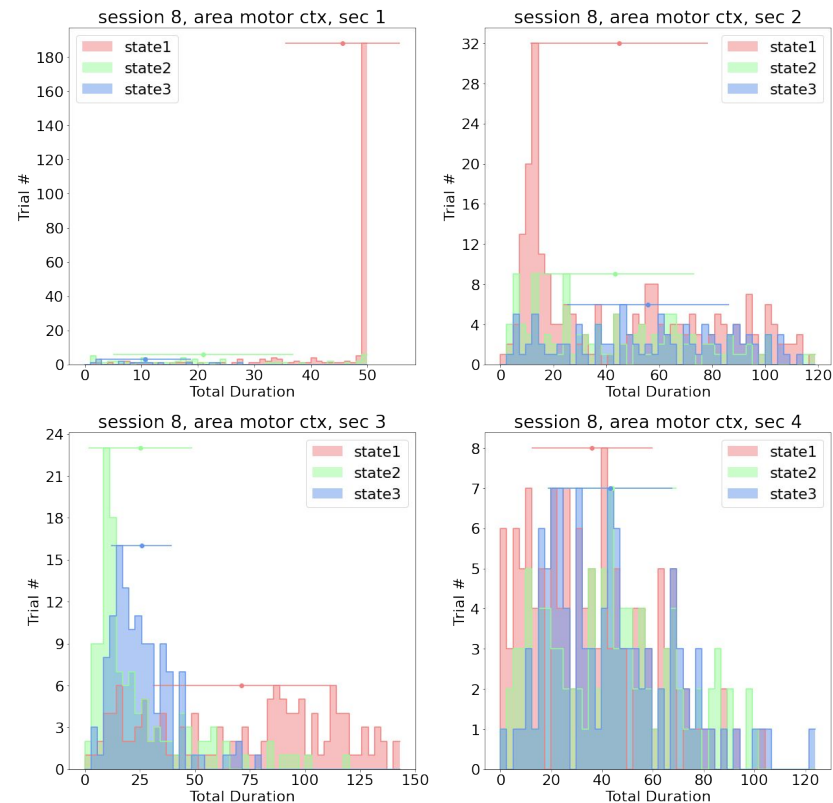 session 8, area motor ctx, sec 1
state1
state2
state3
Trial #
180
160
140
120
100
80
60
40
20
0
0 10 20 30 40 50
Total Duration
session 8, area motor ctx, sec 2
state1
state2
state3
Trial #
32
28
24
20
16
12
8
4
0
0 20 40 60 80 100 120
Total Duration
session 8, area motor ctx, sec 3
state1
state2
state3
Trial #
24
21
18
15
12
9
6
3
0
0 25 50 75 100 125 150
Total Duration
session 8, area motor ctx, sec 4
state1
state2
state3
Trial #
8
7
6
5
4
3
2
1
0
0 20 40 60 80 100 120
Total Duration